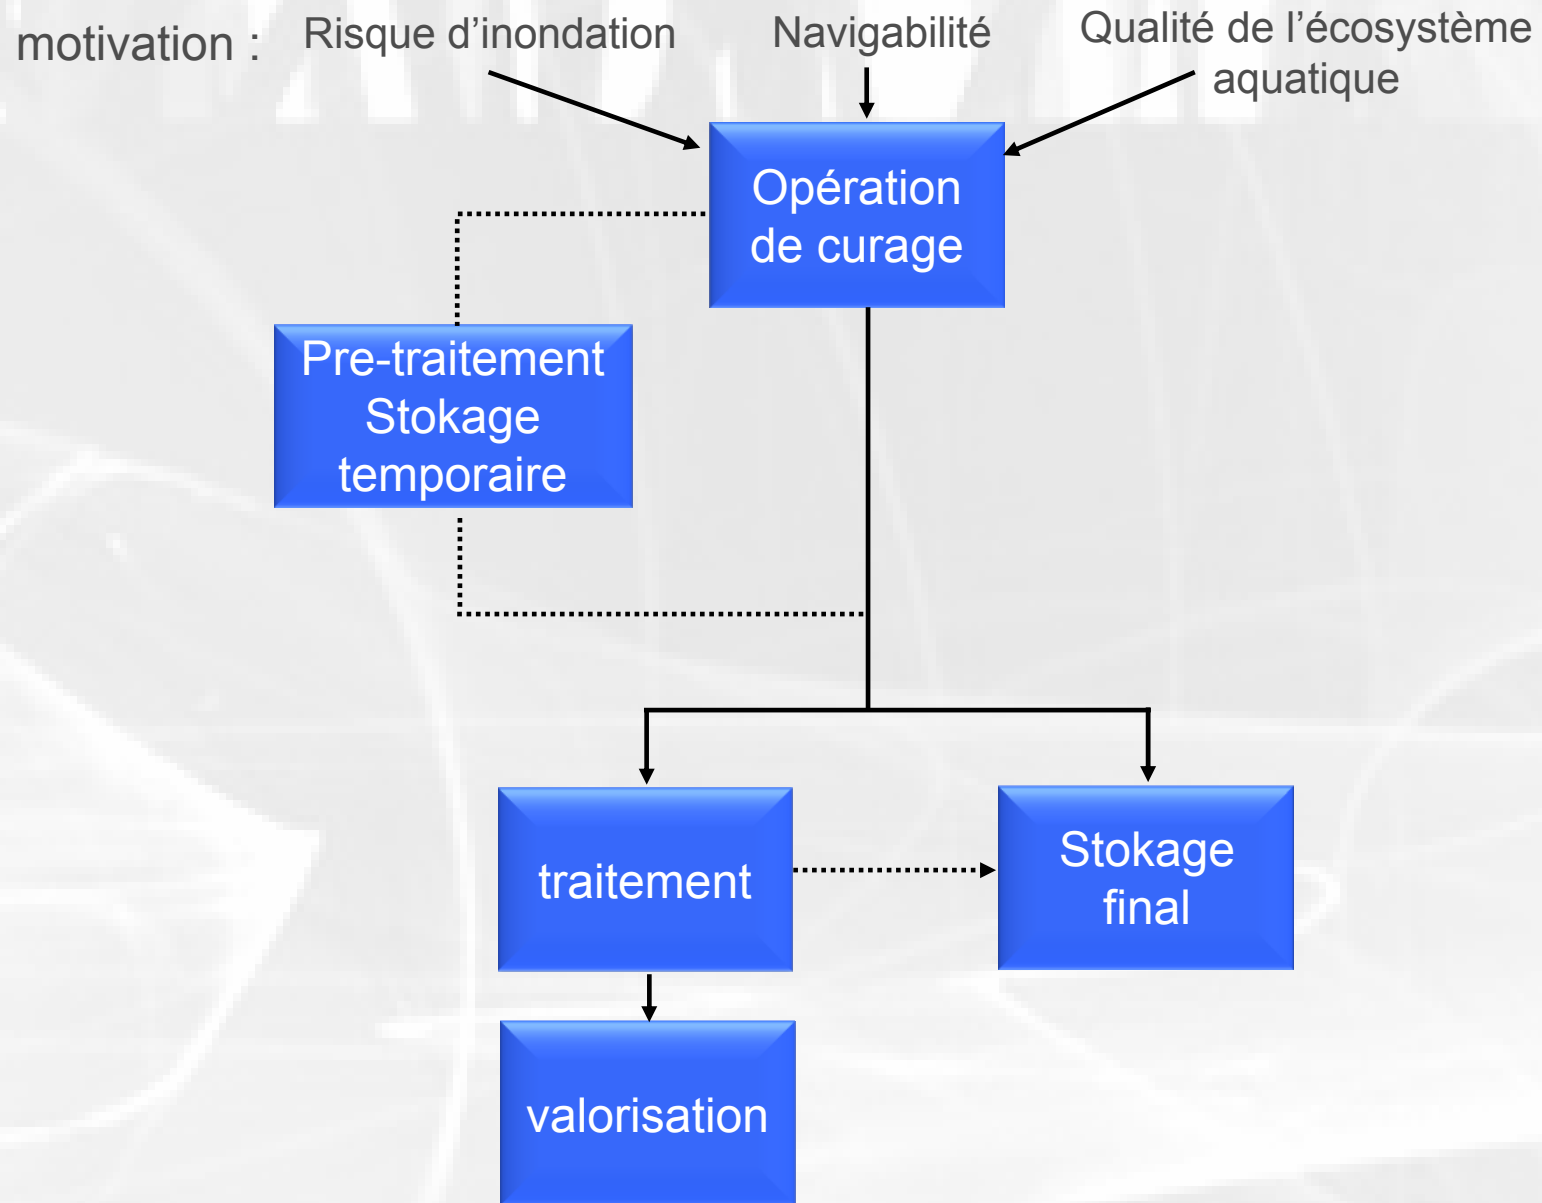 motivation :
Risque d’inondation
Navigabilité
Qualité de l’écosystème
aquatique
Opération
de curage
Pre-traitement
Stokage
temporaire
traitement
Stokage
final
valorisation